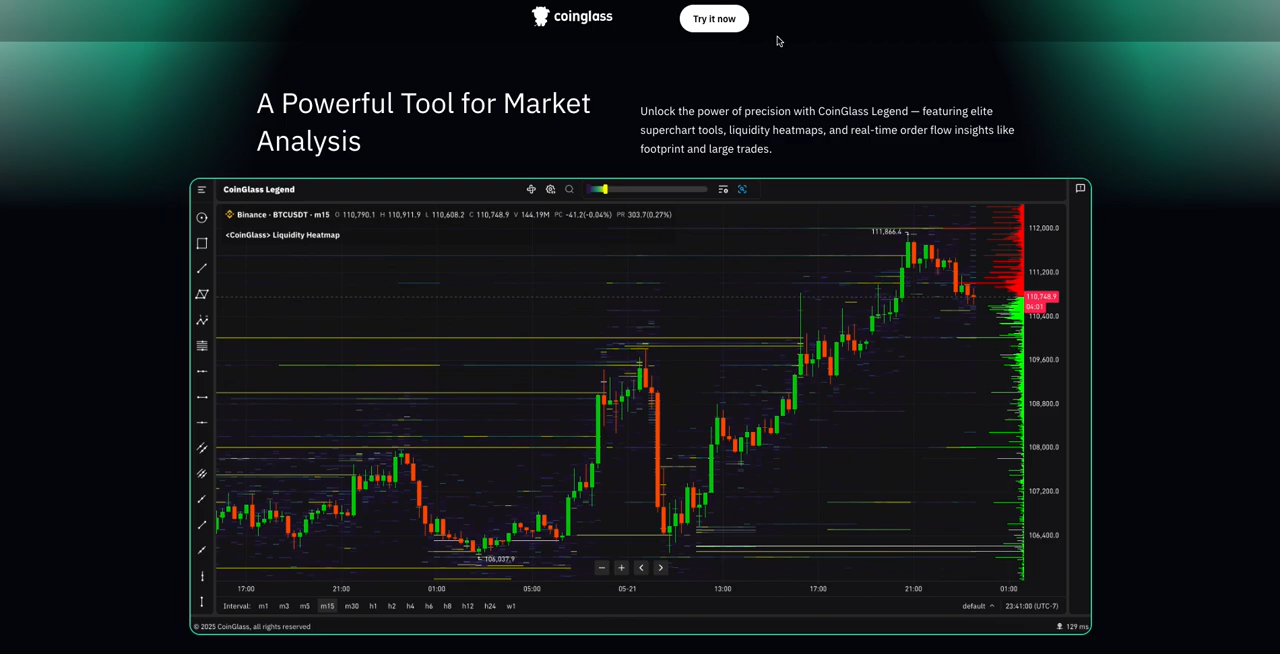 coinglass
Try it now
A Powerful Tool for Market
Analysis
Unlock the power of precision with CoinGlass Legend — featuring elite
superchart tools, liquidity heatmaps, and real-time order flow insights like
footprint and large trades.
CoinGlass Legend
Binance · BTCUSDT · m15 O 110,790.1 H 110,911.9 L 110,608.2 C 110,748.9 V 144.19M PC -41.2(-0.04%) PR 303.7(0.27%)
<CoinGlass> Liquidity Heatmap
111,866.4
112,000.0
111,200.0
110,748.9
04:01
110,400.0
109,600.0
108,800.0
108,000.0
107,200.0
106,400.0
106,037.9
17:00 21:00 01:00 05:00 05-21 13:00 17:00 21:00 01:00
Interval: m1 m3 m5 m15 m30 h1 h2 h4 h6 h8 h12 h24 w1 default 23:41:00 (UTC-7)
© 2025 CoinGlass, all rights reserved 129 ms